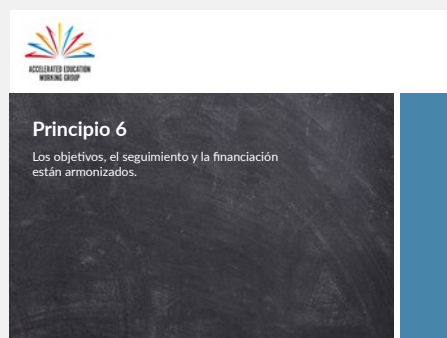 ACCELERATED EDUCATION
WORKING GROUP
Principio 6
Los objetivos, el seguimiento y la financiación
están armonizados.